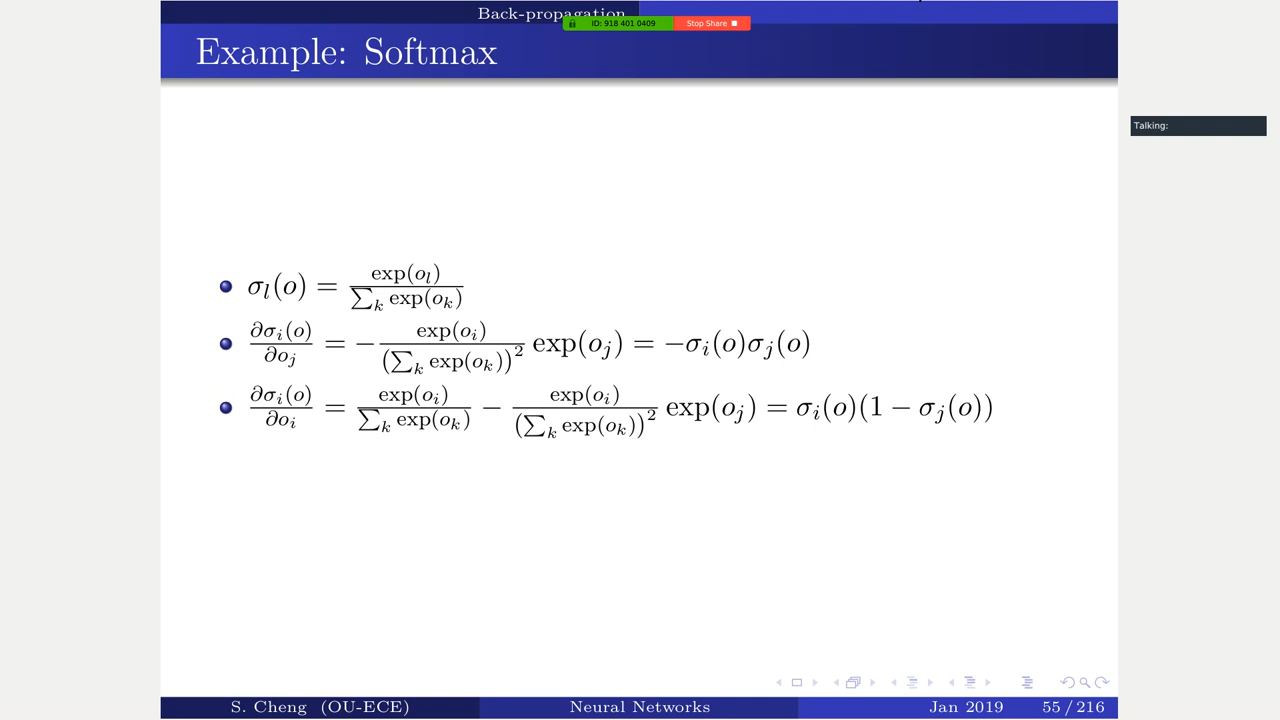 Back-propagation
ID: 918 401 0409 Stop Share
Example: Softmax
Talking:
σ_l(o) = exp(o_l) / ∑_k exp(o_k)
∂σ_i(o) / ∂o_j = − exp(o_i) / (∑_k exp(o_k))² exp(o_j) = −σ_i(o)σ_j(o)
∂σ_i(o) / ∂o_i = exp(o_i) / ∑_k exp(o_k) − exp(o_i) / (∑_k exp(o_k))² exp(o_j) = σ_i(o)(1 − σ_j(o))
S. Cheng (OU-ECE) Neural Networks Jan 2019 55 / 216